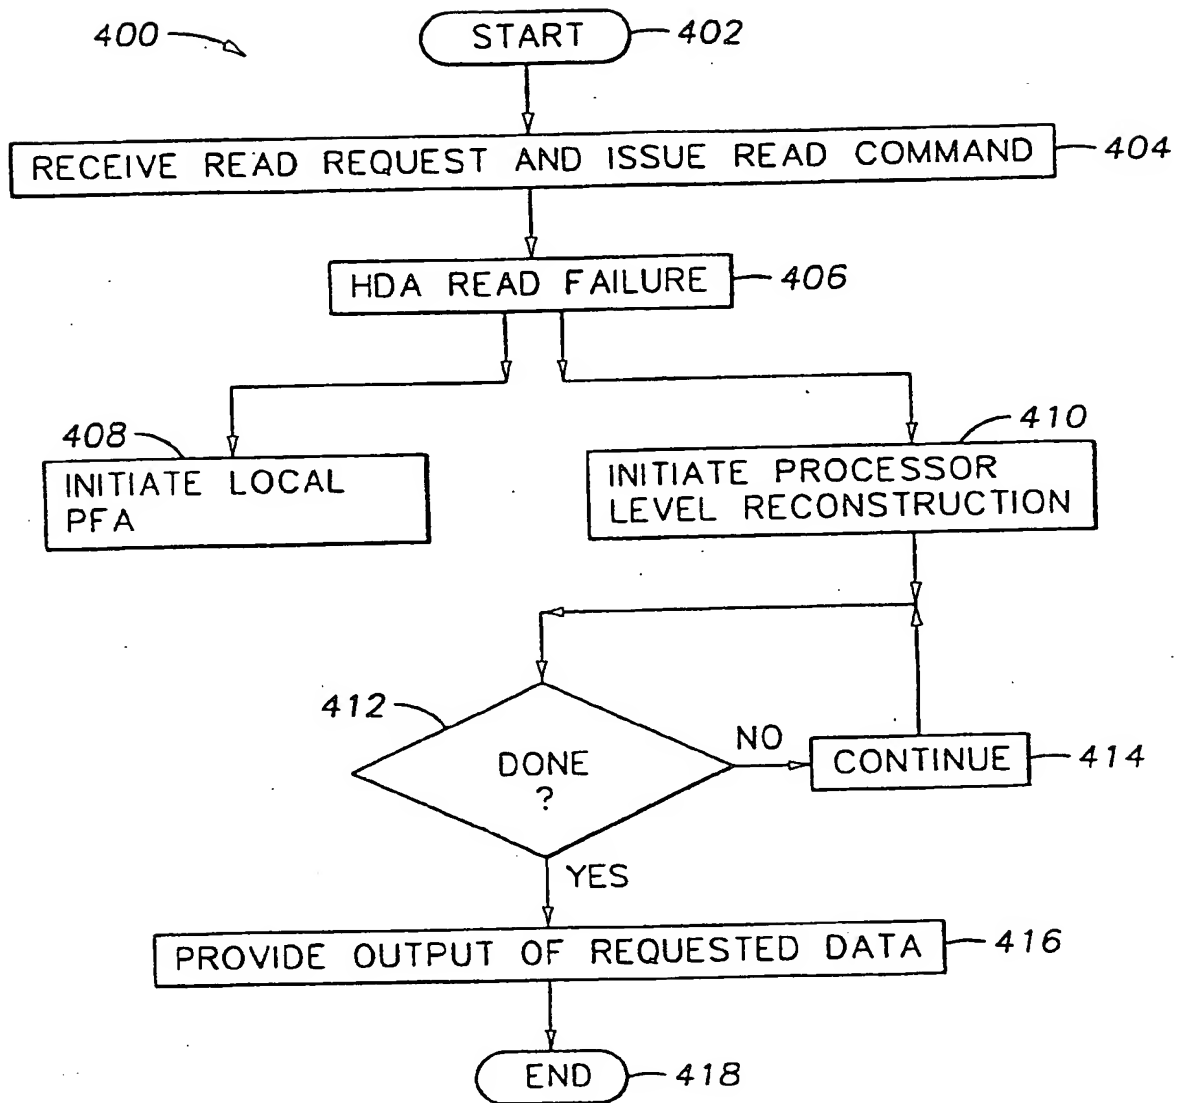 400
START
402
RECEIVE READ REQUEST AND ISSUE READ COMMAND
404
HDA READ FAILURE
406
408
INITIATE LOCAL
PFA
410
INITIATE PROCESSOR
LEVEL RECONSTRUCTION
412
DONE
?
NO
CONTINUE
414
YES
PROVIDE OUTPUT OF REQUESTED DATA
416
END
418